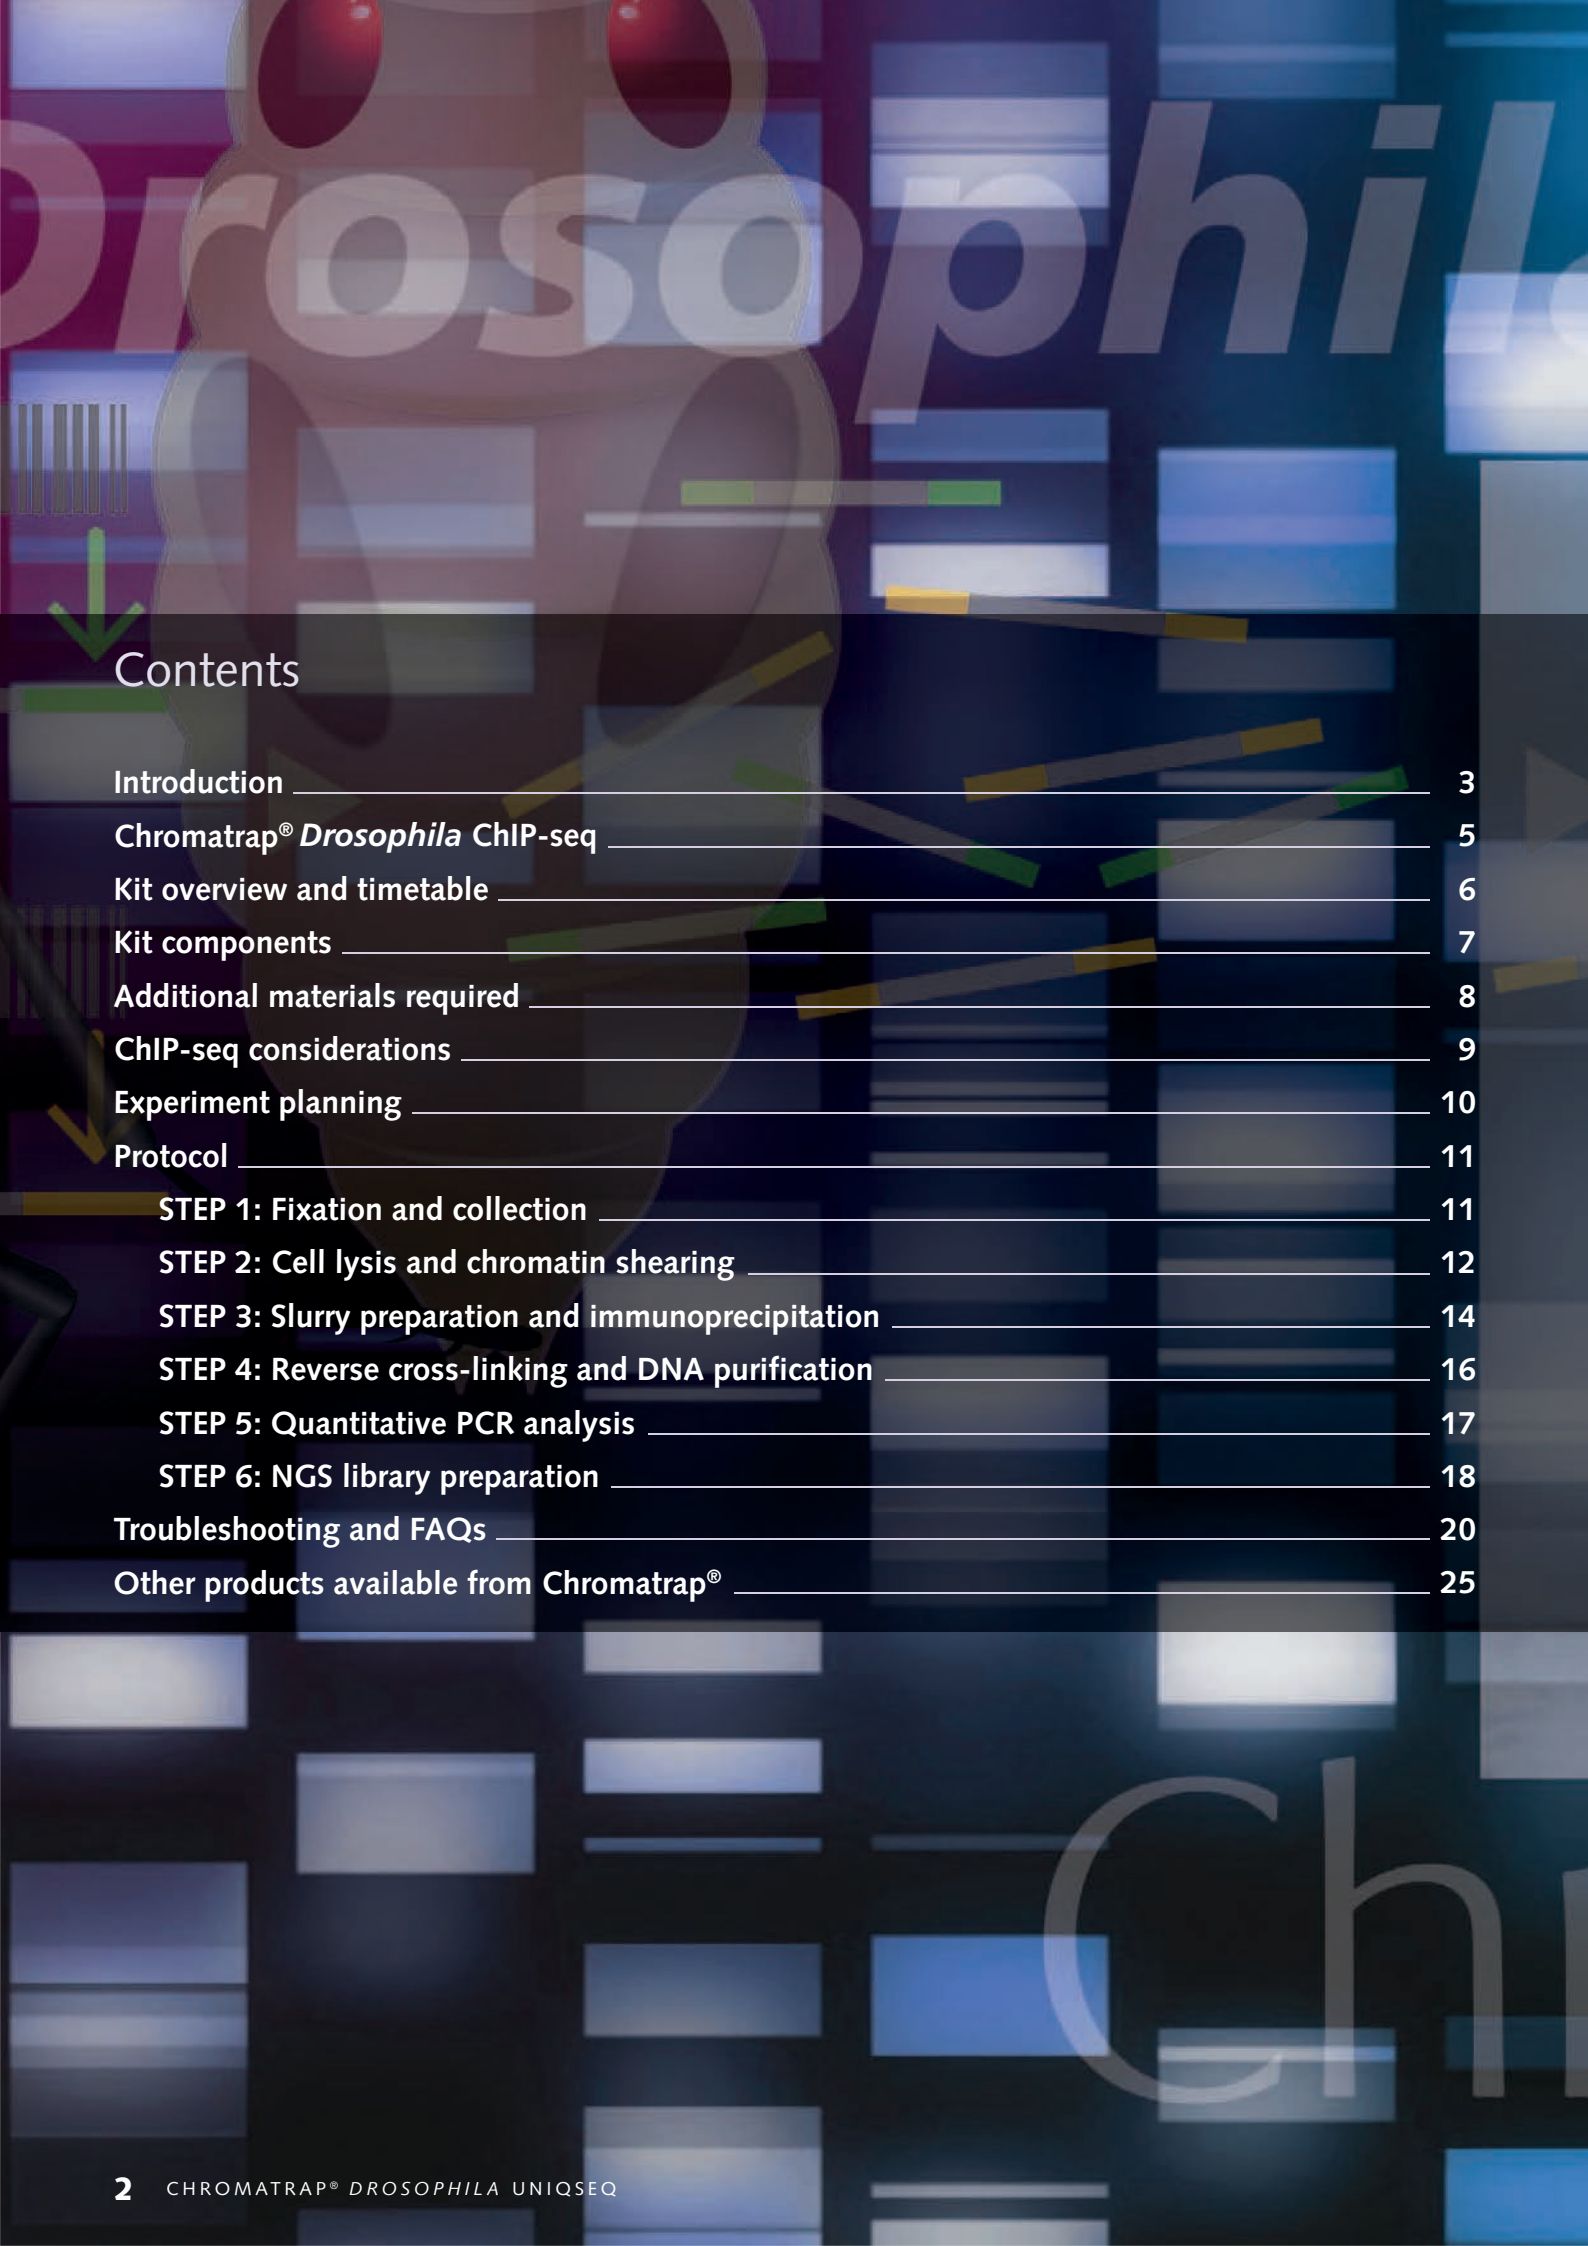 Drosophil
Contents
Introduction 3
Chromatrap® Drosophila ChIP-seq 5
Kit overview and timetable 6
Kit components 7
Additional materials required 8
ChIP-seq considerations 9
Experiment planning 10
Protocol 11
STEP 1: Fixation and collection 11
STEP 2: Cell lysis and chromatin shearing 12
STEP 3: Slurry preparation and immunoprecipitation 14
STEP 4: Reverse cross-linking and DNA purification 16
STEP 5: Quantitative PCR analysis 17
STEP 6: NGS library preparation 18
Troubleshooting and FAQs 20
Other products available from Chromatrap® 25
Ch
2 CHROMATRAP® DROSOPHILA UNIQSEQ